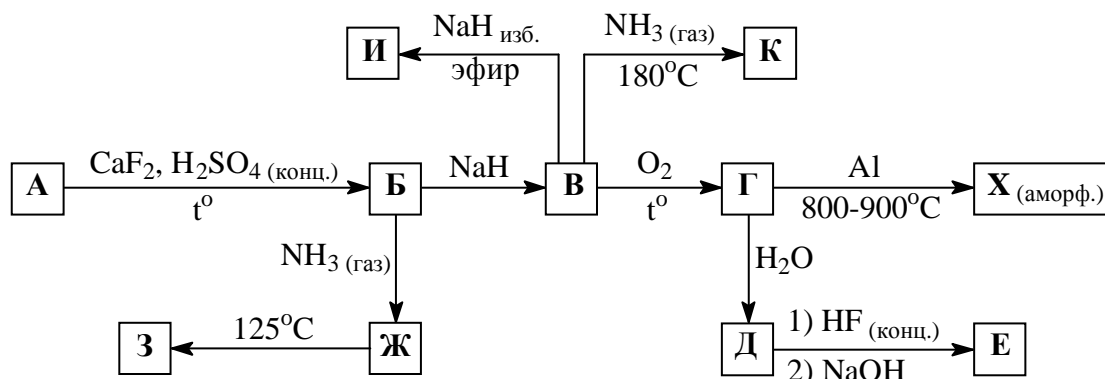 И
NaH изб.
эфир
NH3 (газ)
180°C
К
А
CaF2, H2SO4 (конц.)
t°
Б
NaH
В
O2
t°
Г
Al
800-900°C
X (аморф.)
NH3 (газ)
H2O
З
125°C
Ж
Д
1) HF (конц.)
2) NaOH
Е